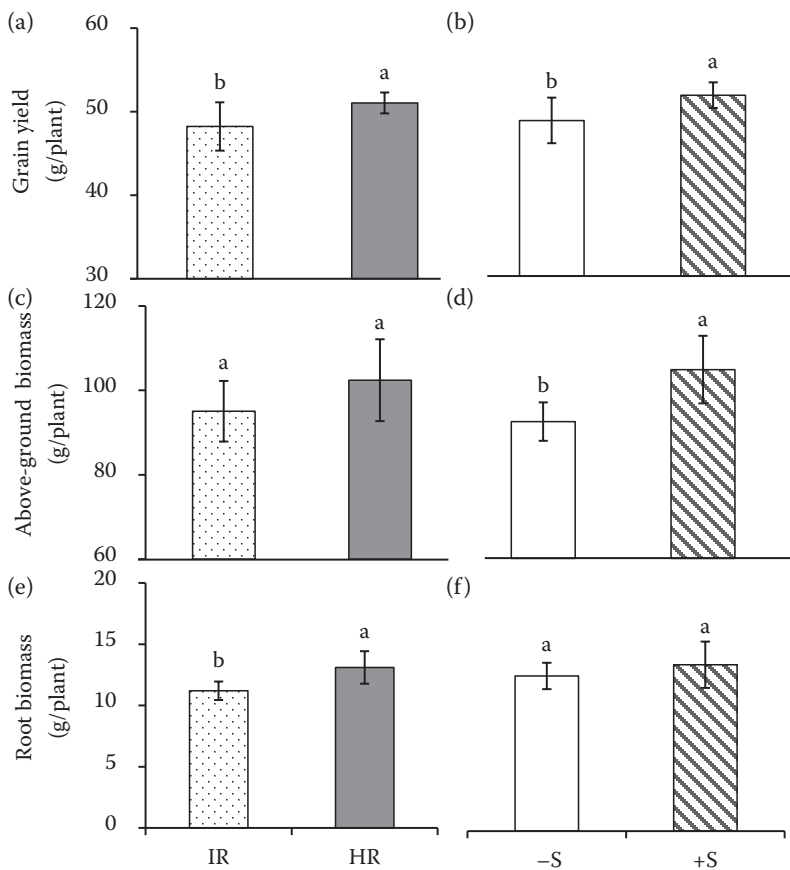 (a)
(b)
60
50
40
30
Grain yield
(g/plant)
b
a
b
a
(c)
(d)
120
100
80
60
Above-ground biomass
(g/plant)
a
a
b
a
(e)
(f)
20
15
10
5
0
Root biomass
(g/plant)
b
a
a
a
IR
HR
–S
+S